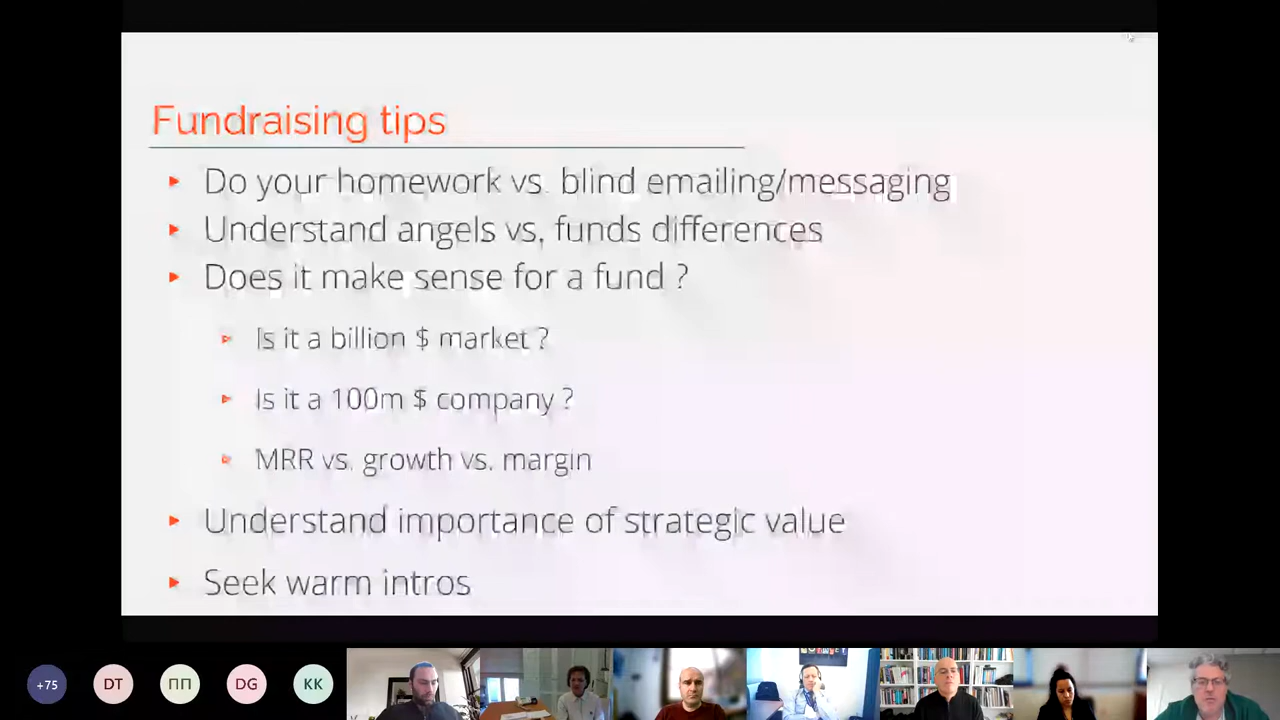 Fundraising tips
Do your homework vs. blind emailing/messaging
Understand angels vs, funds differences
Does it make sense for a fund ?
Is it a billion $ market ?
Is it a 100m $ company ?
MRR vs. growth vs. margin
Understand importance of strategic value
Seek warm intros
+75 DT ΠΠ DG KK